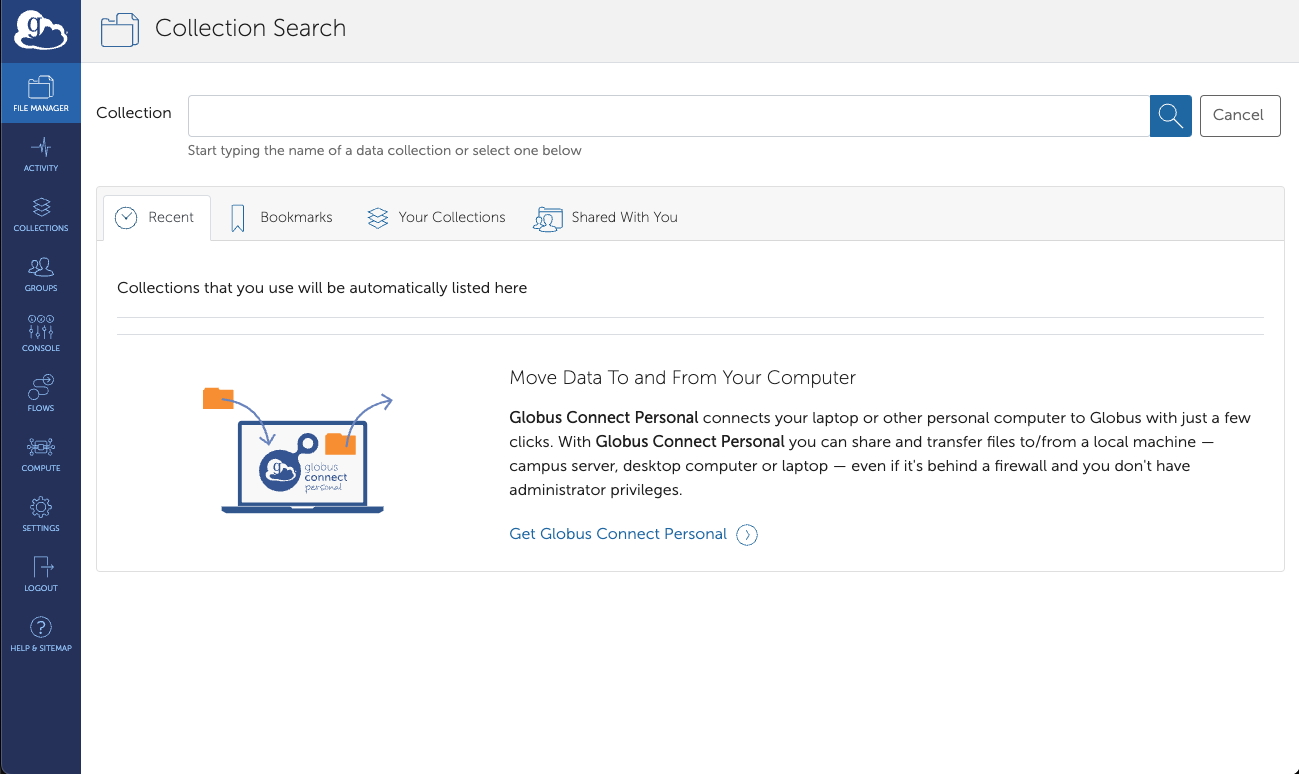 g
Collection Search
FILE MANAGER
ACTIVITY
COLLECTIONS
GROUPS
CONSOLE
FLOWS
COMPUTE
SETTINGS
LOGOUT
?
HELP & SITEMAP
Collection
Cancel
Start typing the name of a data collection or select one below
Recent
Bookmarks
Your Collections
Shared With You
Collections that you use will be automatically listed here
g
globus
connect
personal
Move Data To and From Your Computer
Globus Connect Personal connects your laptop or other personal computer to Globus with just a few
clicks. With Globus Connect Personal you can share and transfer files to/from a local machine —
campus server, desktop computer or laptop — even if it's behind a firewall and you don't have
administrator privileges.
Get Globus Connect Personal